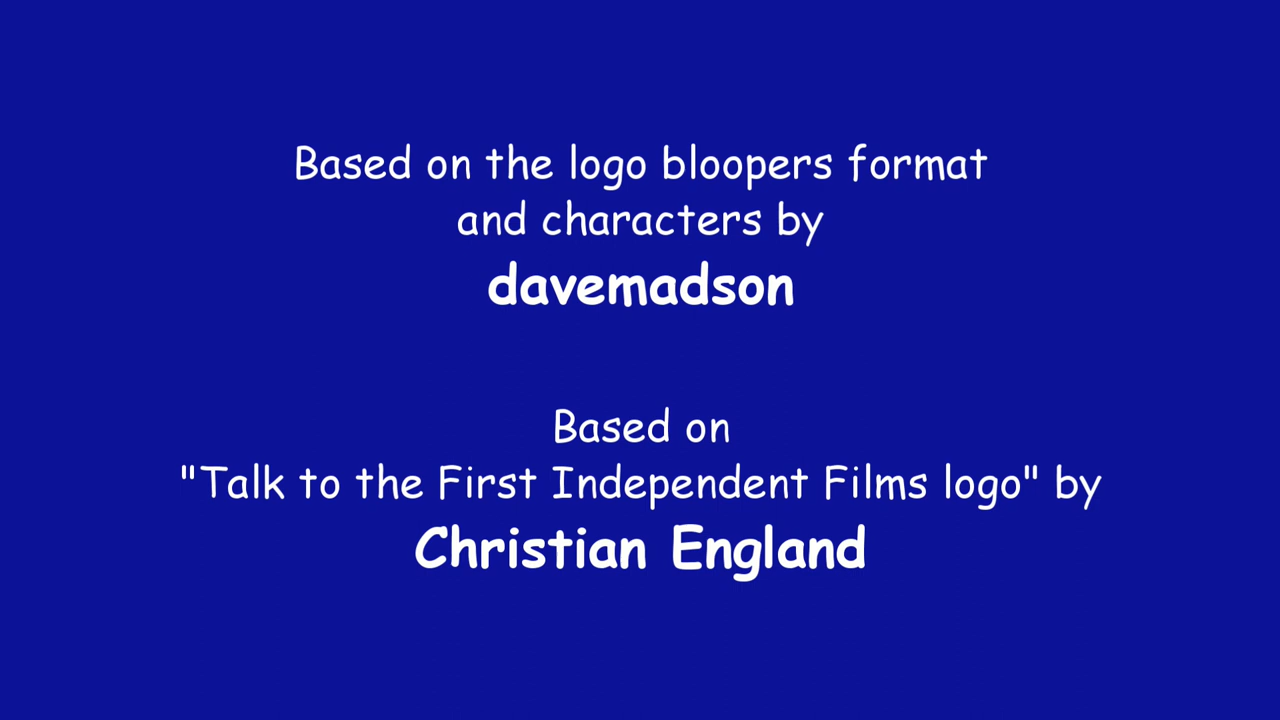 Based on the logo bloopers format
and characters by
davemadson
Based on
"Talk to the First Independent Films logo" by
Christian England